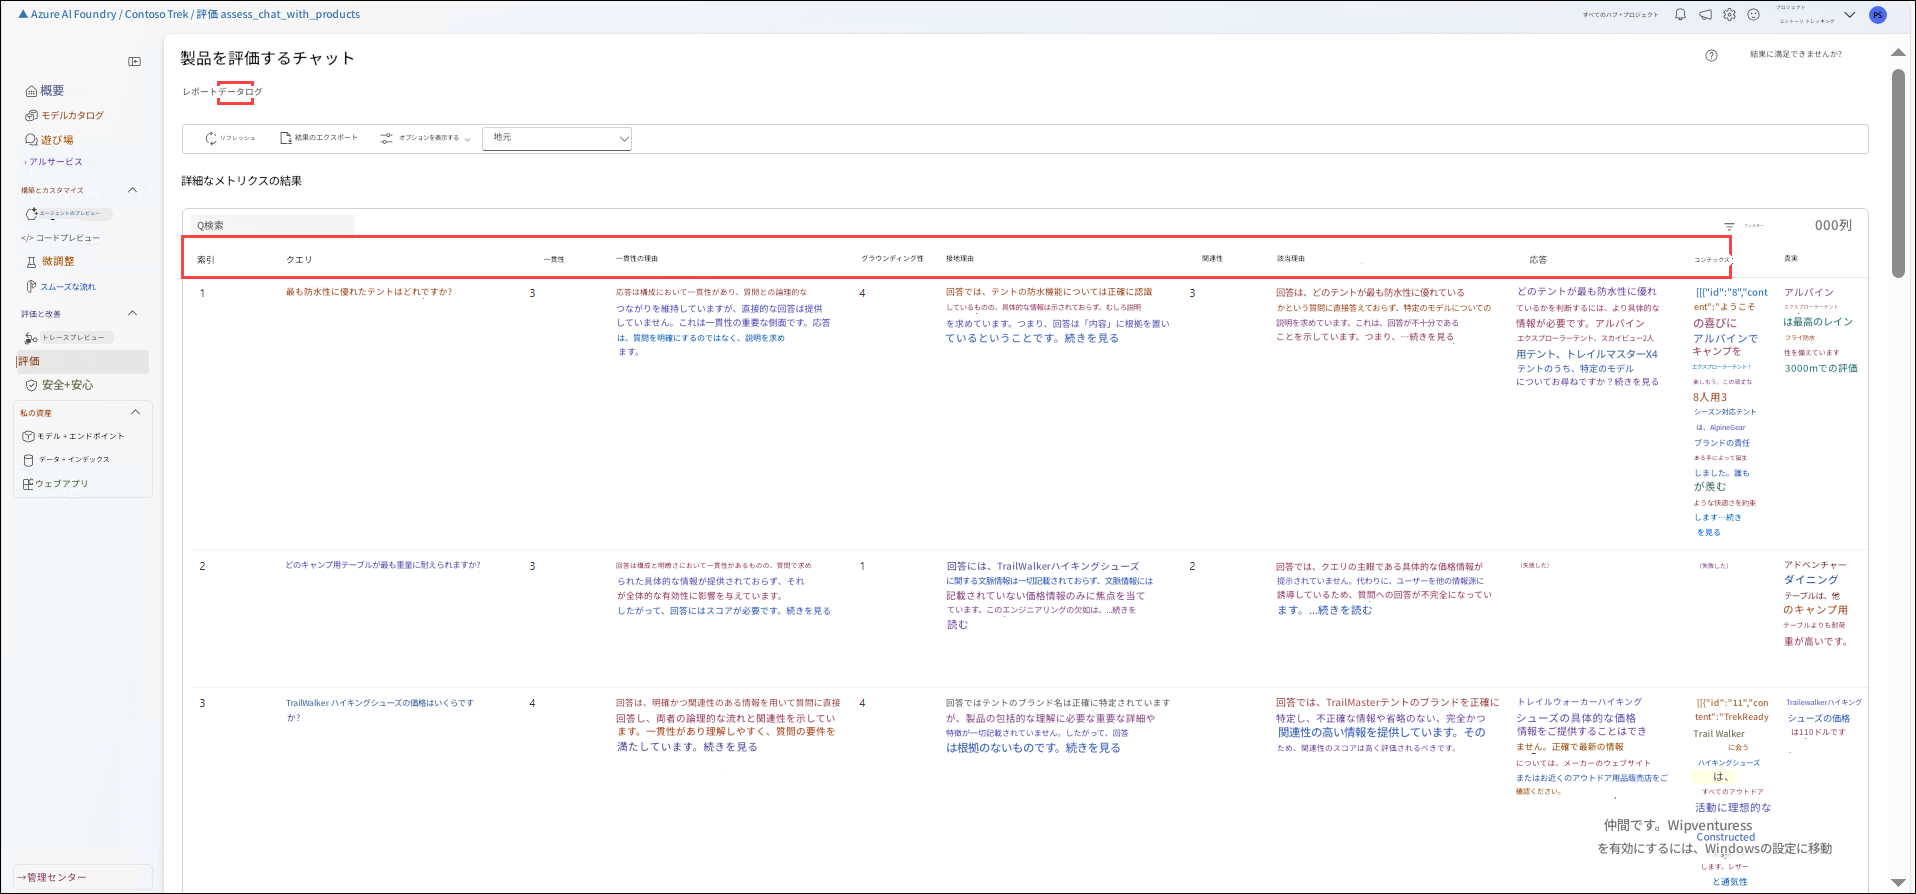 Azure AI Foundry / Contoso Trek / 評価 assess_chat_with_products
すべてのハブ+プロジェクト
プロジェクト
コントーソ トレッキング
PS
製品を評価するチャット
結果に満足できませんか?
レポートデータログ
リフレッシュ
結果のエクスポート
オプションを表示する
地元
詳細なメトリクスの結果
概要
モデルカタログ
遊び場
アルサービス
構築とカスタマイズ
エージェントのプレビュー
</> コードプレビュー
微調整
スムーズな流れ
評価と改善
トレースプレビュー
評価
安全+安心
私の資産
モデル + エンドポイント
データ + インデックス
ウェブアプリ
→管理センター
Q検索
フィルター
000列
索引
クエリ
一貫性
一貫性の理由
グラウンディング性
接地理由
関連性
該当理由
応答
コンテックス
真実
1
最も防水性に優れたテントはどれですか?
3
応答は構成において一貫性があり、質問との論理的な
つながりを維持していますが、直接的な回答は提供
していません。これは一貫性の重要な側面です。応答
は、質問を明確にするのではなく、説明を求め
ます。
4
回答では、テントの防水機能については正確に認識
しているものの、具体的な情報は示されておらず、むしろ説明
を求めています。つまり、回答は「内容」に根拠を置い
ているということです。続きを見る
3
回答は、どのテントが最も防水性に優れている
かという質問に直接答えておらず、特定のモデルについての
説明を求めています。これは、回答が不十分である
ことを示しています。つまり、…続きを見る
どのテントが最も防水性に優れ
ているかを判断するには、より具体的な
情報が必要です。アルパイン
エクスプローラーテント、スカイビュー2人
用テント、トレイルマスターX4
テントのうち、特定のモデル
についてお尋ねですか？続きを見る
[[{"id":"8","cont
ent":"ようこそ
の喜びに
アルパインで
キャンプを
エクスプローラーテント！
楽しもう。この頑丈な
8人用3
シーズン対応テント
は、AlpineGear
ブランドの責任
ある手によって誕生
しました。誰も
が羨む
ような快適さを約束
します…続き
を見る
アルパイン
エクスプローラーテント
は最高のレイン
フライ防水
性を備えています
3000mでの評価
2
どのキャンプ用テーブルが最も重量に耐えられますか?
3
回答は構成と明瞭さにおいて一貫性があるものの、質問で求め
られた具体的な情報が提供されておらず、それ
が全体的な有効性に影響を与えています。
したがって、回答にはスコアが必要です。続きを見る
1
回答には、TrailWalkerハイキングシューズ
に関する文脈情報は一切記載されておらず、文脈情報には
記載されていない価格情報のみに焦点を当て
ています。このエンジニアリングの欠如は、...続きを
読む
2
回答では、クエリの主眼である具体的な価格情報が
提示されていません。代わりに、ユーザーを他の情報源に
誘導しているため、質問への回答が不完全になってい
ます。...続きを読む
(失敗した)
(失敗した)
アドベンチャー
ダイニング
テーブルは、他
のキャンプ用
テーブルよりも耐荷
重が高いです。
3
TrailWalker ハイキングシューズの価格はいくらです
か?
4
回答は、明確かつ関連性のある情報を用いて質問に直接
回答し、両者の論理的な流れと関連性を示してい
ます。一貫性があり理解しやすく、質問の要件を
満たしています。続きを見る
4
回答ではテントのブランド名は正確に特定されています
が、製品の包括的な理解に必要な重要な詳細や
特徴が一切記載されていません。したがって、回答
は根拠のないものです。続きを見る
回答では、TrailMasterテントのブランドを正確に
特定し、不正確な情報や省略のない、完全かつ
関連性の高い情報を提供しています。その
ため、関連性のスコアは高く評価されるべきです。
トレイルウォーカーハイキング
シューズの具体的な価格
情報をご提供することはでき
ません。正確で最新の情報
については、メーカーのウェブサイト
またはお近くのアウトドア用品販売店をご
確認ください。
[[{"id":"11","con
tent":"TrekReady
Trail Walker
に会う
ハイキングシューズ
は、
すべてのアウトドア
活動に理想的な
仲間です。Wipventuress
Constructed
を有効にするには、Windowsの設定に移動
します。レザー
と通気性
Trailewalkerハイキング
シューズの価格
は110ドルです